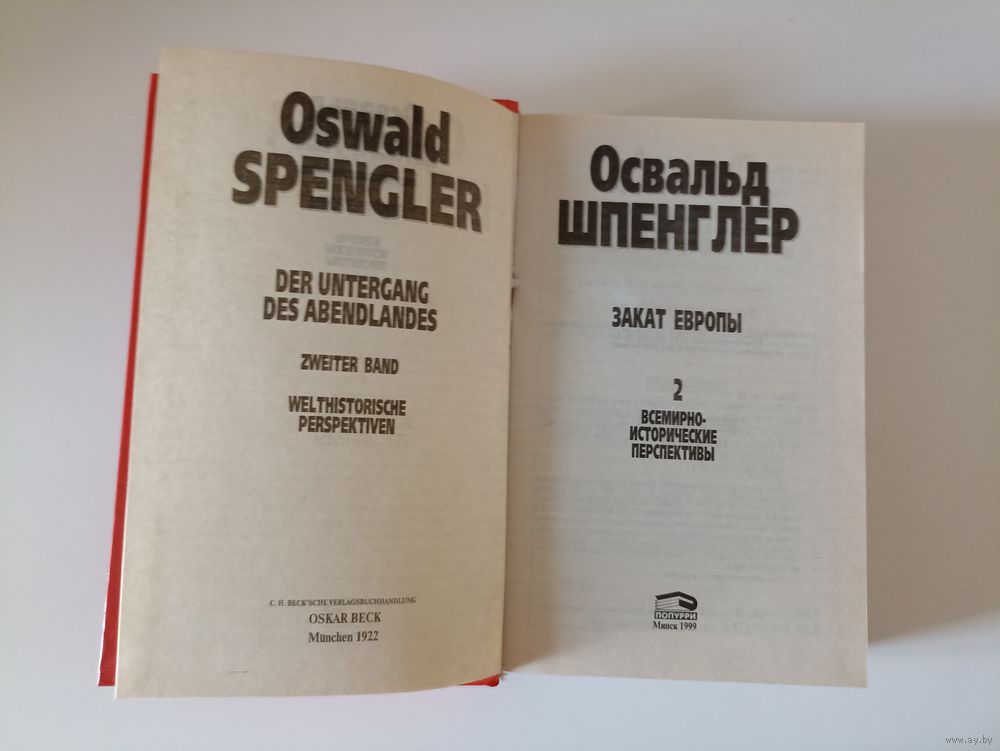 Oswald
SPENGLER
DER UNTERGANG
DES ABENDLANDES
ZWEITER BAND
WELTHISTORISCHE
PERSPEKTIVEN
C. H. BECK'SCHE VERLAGSBUCHHANDLUNG
OSKAR BECK
München 1922
Освальд
ШПЕНГЛЕР
ЗАКАТ ЕВРОПЫ
2
ВСЕМИРНО-
ИСТОРИЧЕСКИЕ
ПЕРСПЕКТИВЫ
ПОПУРРИ
Минск 1999
www.ay.by